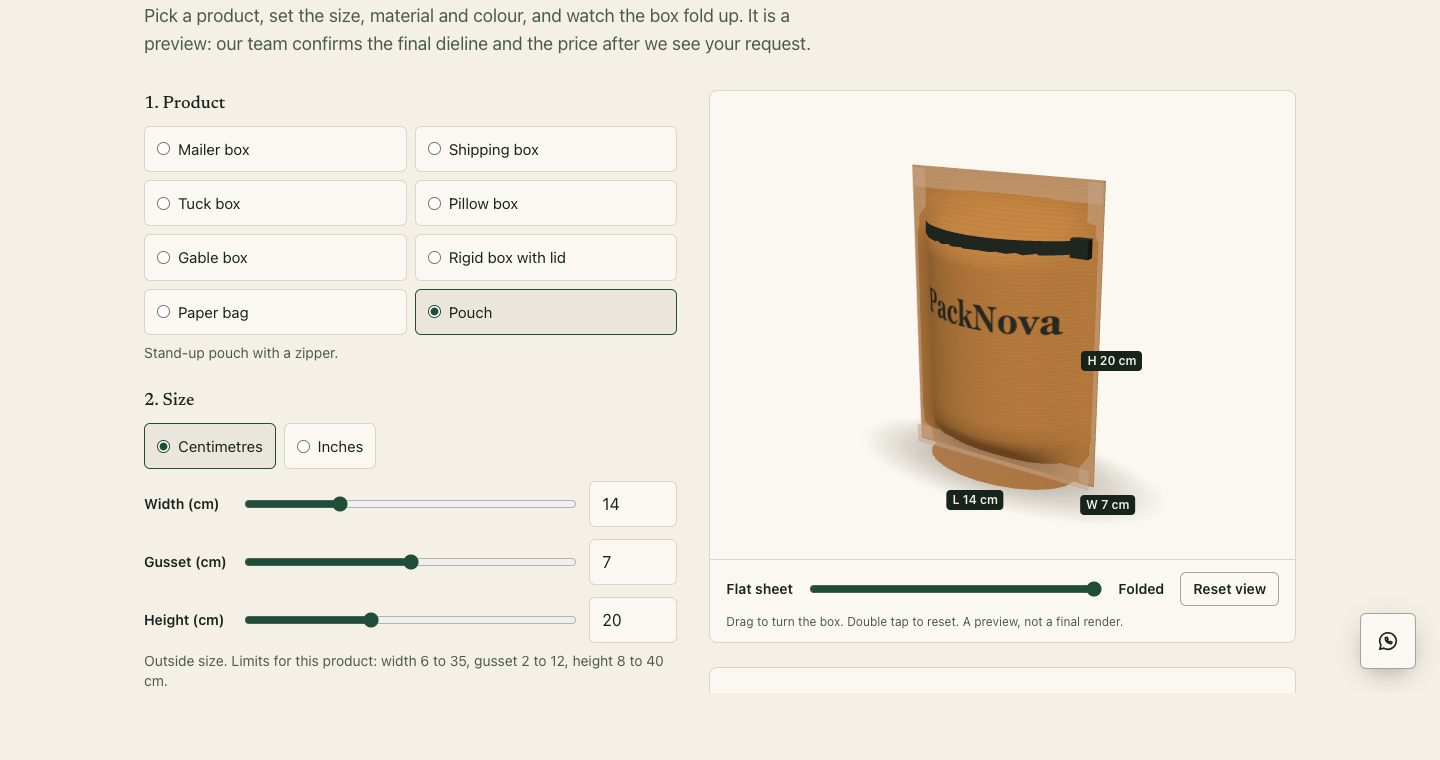 Pick a product, set the size, material and colour, and watch the box fold up. It is a
preview: our team confirms the final dieline and the price after we see your request.
1. Product
Mailer box
Shipping box
Tuck box
Pillow box
Gable box
Rigid box with lid
Paper bag
Pouch
Stand-up pouch with a zipper.
2. Size
Centimetres
Inches
Width (cm)
14
Gusset (cm)
7
Height (cm)
20
Outside size. Limits for this product: width 6 to 35, gusset 2 to 12, height 8 to 40
cm.
PackNova
H 20 cm
L 14 cm
W 7 cm
Flat sheet
Folded
Reset view
Drag to turn the box. Double tap to reset. A preview, not a final render.